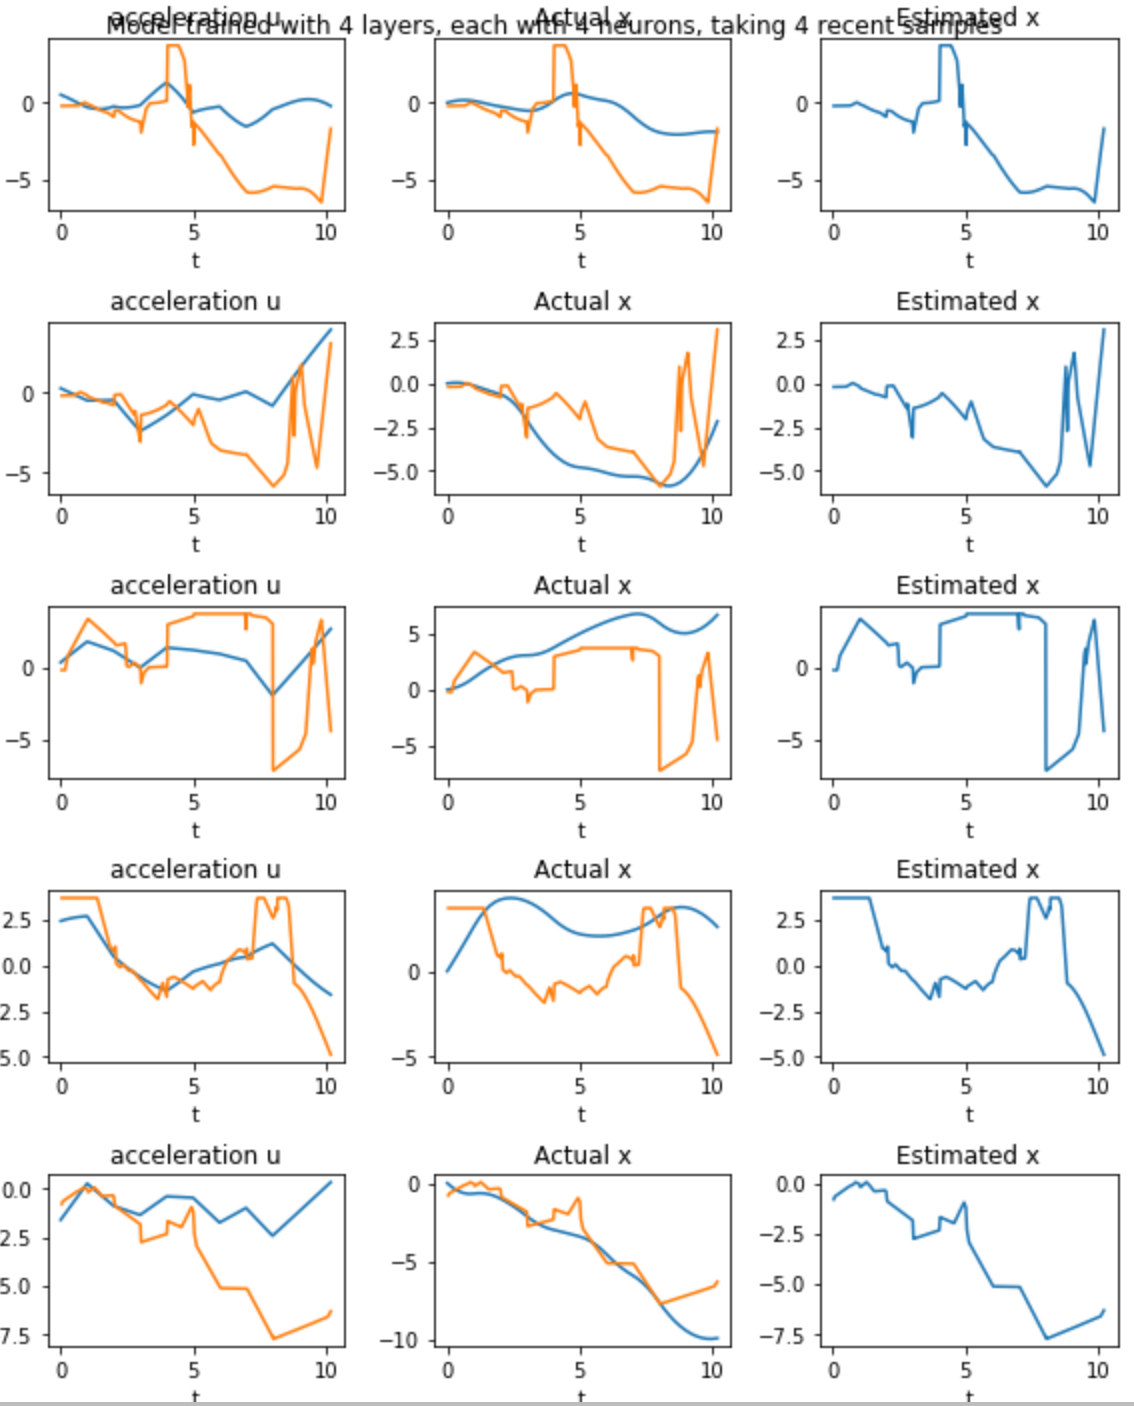 Model trained with 4 layers, each with 4 neurons, taking 4 recent samples
acceleration u Actual x Estimated x
0 0 0
−5 −5 −5
0 5 10 0 5 10 0 5 10
t t t
acceleration u Actual x Estimated x
0 2.5 2.5
−5 0.0 0.0
−2.5 −2.5
−5.0 −5.0
0 5 10 0 5 10 0 5 10
t t t
acceleration u Actual x Estimated x
0 5 0
−5 0 −5
−5
0 5 10 0 5 10 0 5 10
t t t
acceleration u Actual x Estimated x
2.5 0 2.5
0.0 −5 0.0
2.5 −2.5
5.0 −5.0
0 5 10 0 5 10 0 5 10
t t t
acceleration u Actual x Estimated x
0.0 0 0.0
2.5 −5 −2.5
5.0 −10 −5.0
7.5 −7.5
0 5 10 0 5 10 0 5 10
t t t